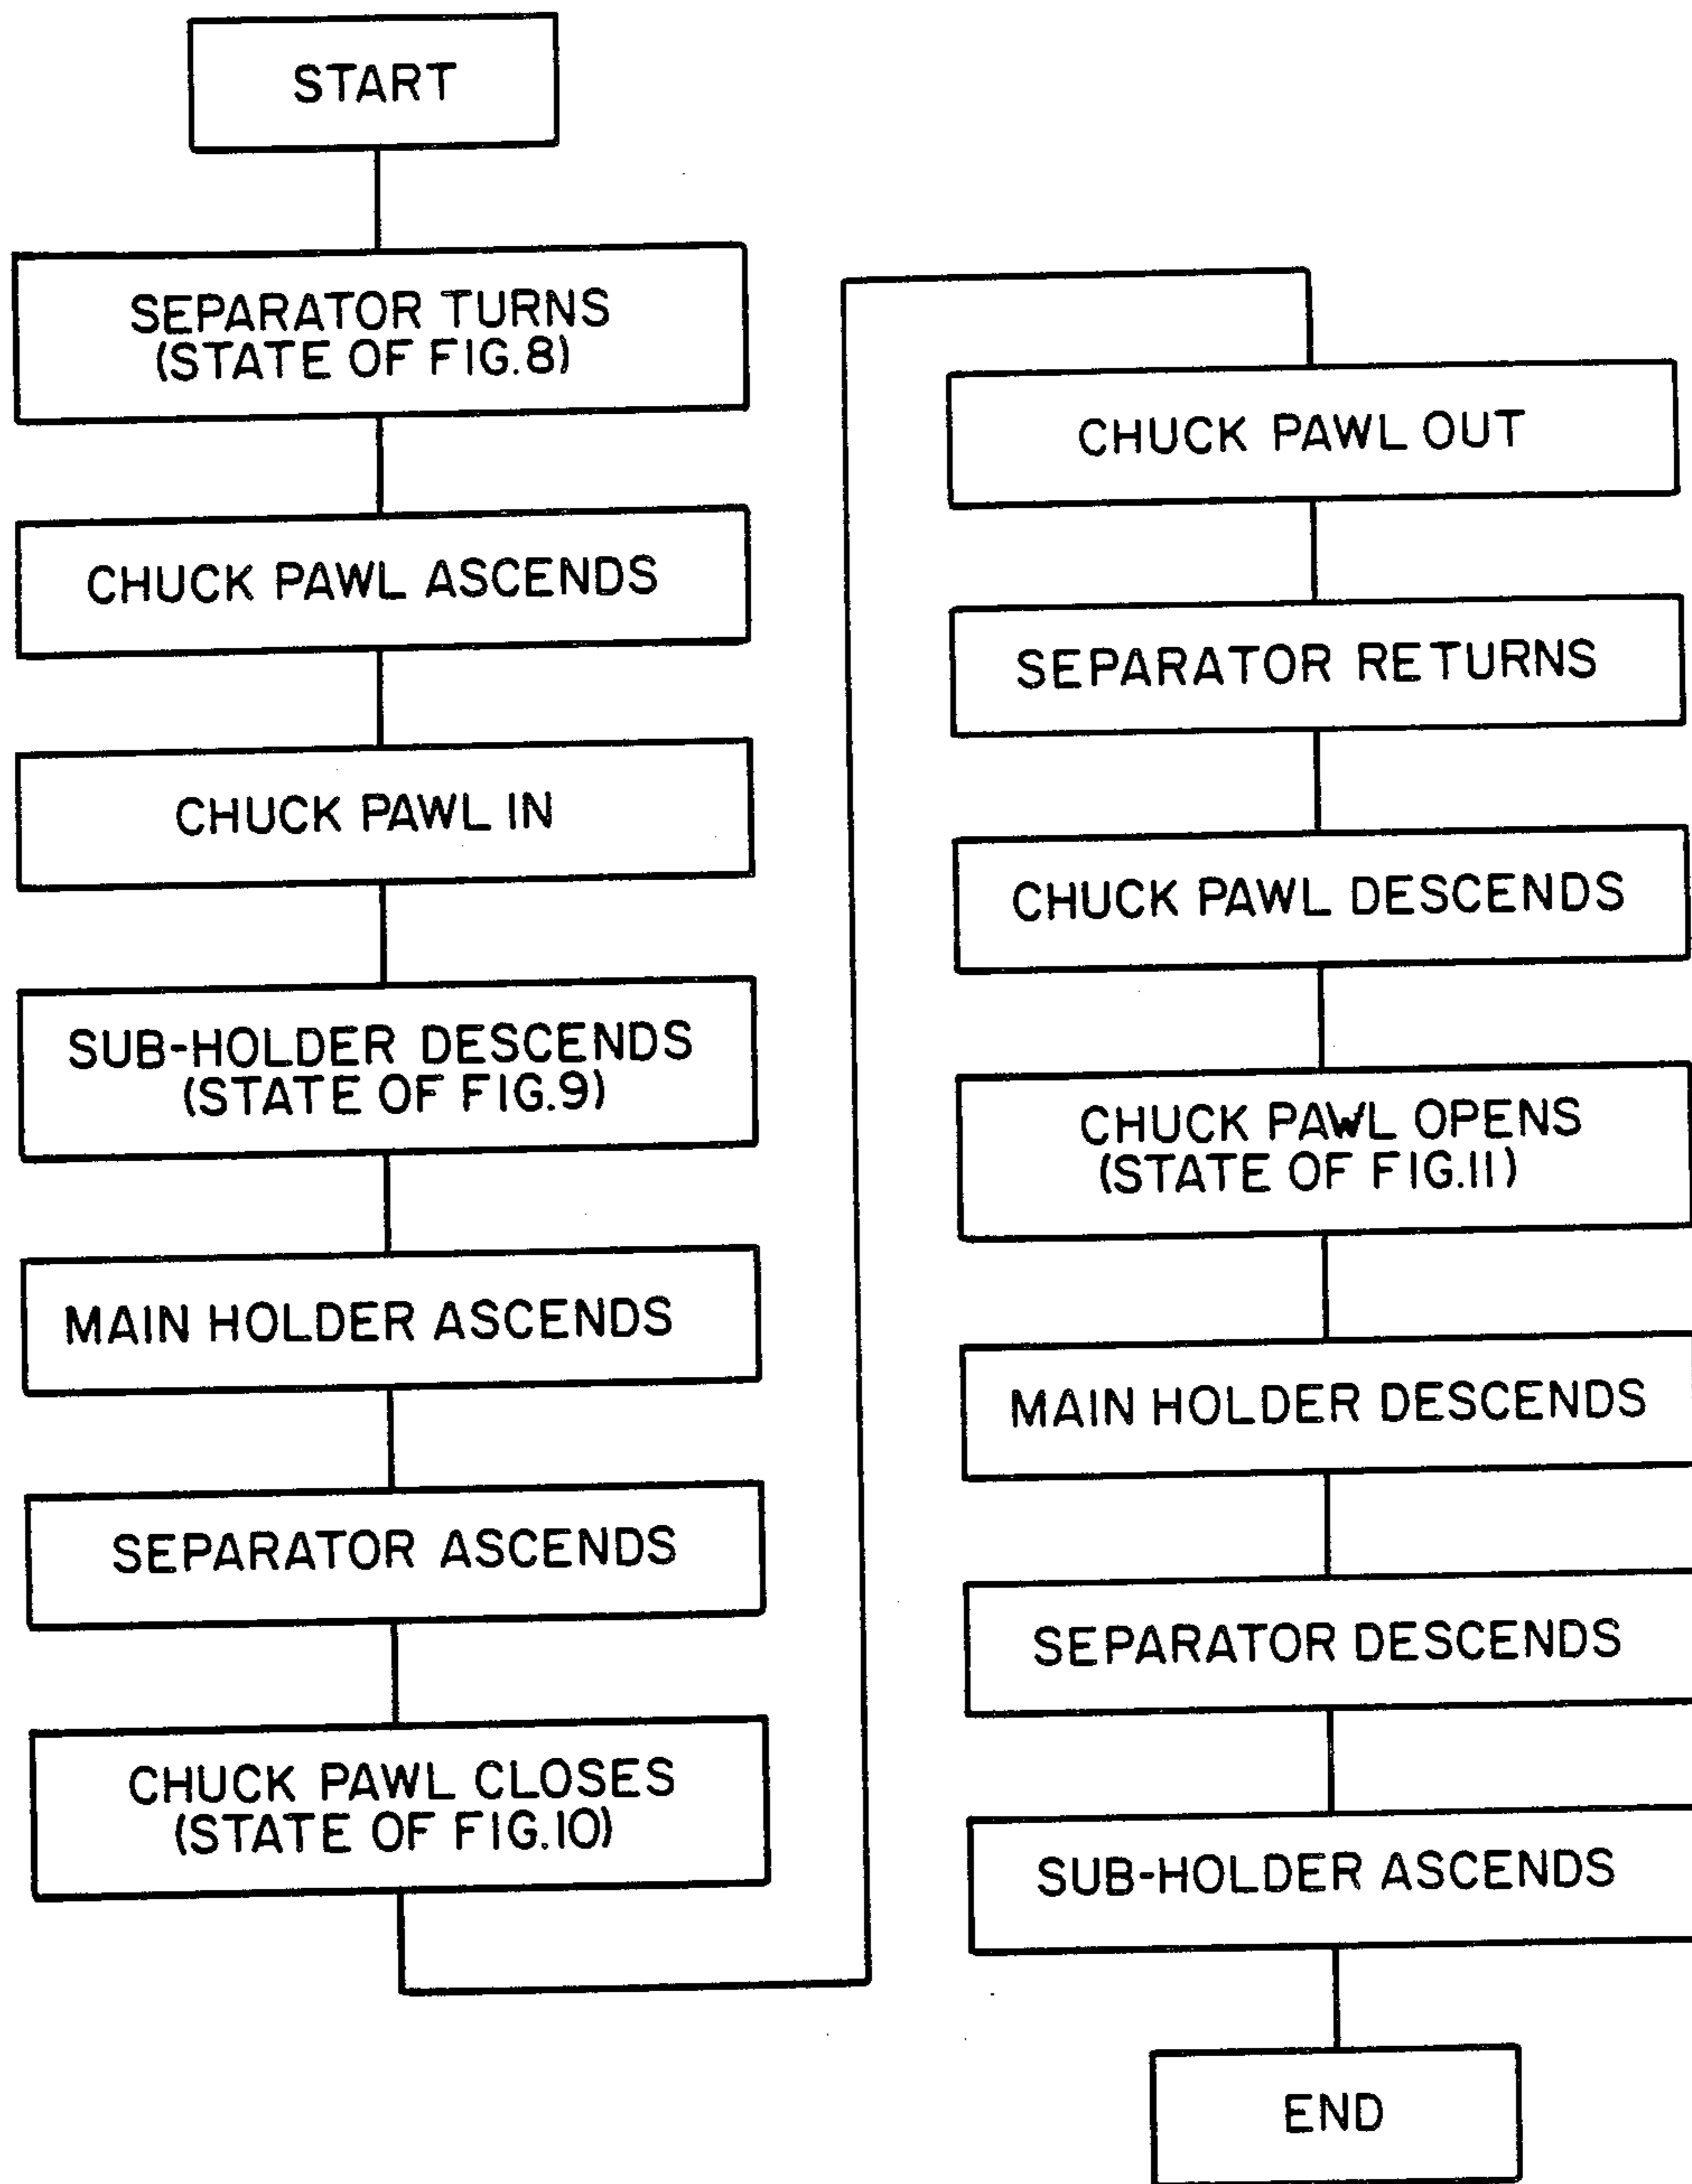 START
SEPARATOR TURNS
(STATE OF FIG.8)
CHUCK PAWL ASCENDS
CHUCK PAWL IN
SUB-HOLDER DESCENDS
(STATE OF FIG.9)
MAIN HOLDER ASCENDS
SEPARATOR ASCENDS
CHUCK PAWL CLOSES
(STATE OF FIG.10)
CHUCK PAWL OUT
SEPARATOR RETURNS
CHUCK PAWL DESCENDS
CHUCK PAWL OPENS
(STATE OF FIG.11)
MAIN HOLDER DESCENDS
SEPARATOR DESCENDS
SUB-HOLDER ASCENDS
END